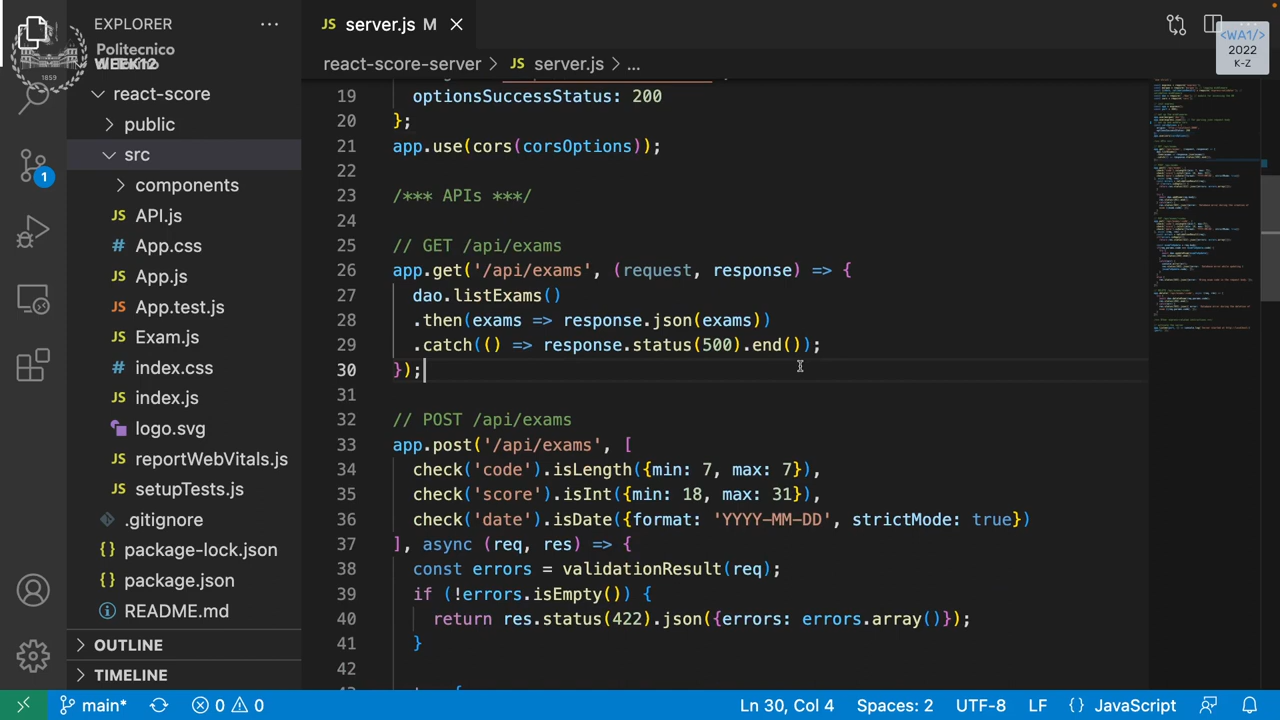 EXPLORER
Politecnico
WEEK12
1859
react-score
public
src
components
API.js
App.css
App.js
App.test.js
Exam.js
index.css
index.js
logo.svg
reportWebVitals.js
setupTests.js
.gitignore
package-lock.json
package.json
README.md
OUTLINE
TIMELINE
1
JS server.js M
<WA1/>
2022
K-Z
react-score-server > JS server.js > ...
19 optionsSuccessStatus: 200
20 };
21 app.use(cors(corsOptions));
22
23 /*** APIs ***/
24
25 // GET /api/exams
26 app.get('/api/exams', (request, response) => {
27 dao.listExams()
28 .then(exams => response.json(exams))
29 .catch(() => response.status(500).end());
30 });
31
32 // POST /api/exams
33 app.post('/api/exams', [
34 check('code').isLength({min: 7, max: 7}),
35 check('score').isInt({min: 18, max: 31}),
36 check('date').isDate({format: 'YYYY-MM-DD', strictMode: true})
37 ], async (req, res) => {
38 const errors = validationResult(req);
39 if (!errors.isEmpty()) {
40 return res.status(422).json({errors: errors.array()});
41 }
42
main* 0 0 Ln 30, Col 4 Spaces: 2 UTF-8 LF {} JavaScript